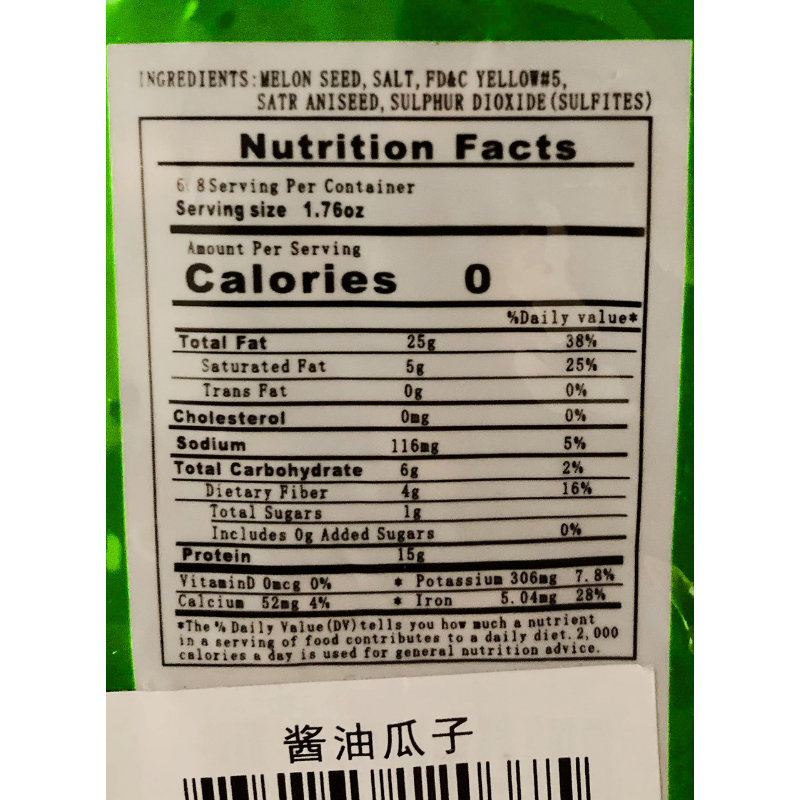 INGREDIENTS:MELON SEED, SALT, FD&C YELLOW#5,
SATR ANISEED, SULPHUR DIOXIDE(SULFITES)
Nutrition Facts
6 8 Serving Per Container
Serving size 1.76oz
Amount Per Serving
Calories 0
%Daily value*
Total Fat 25g 38%
Saturated Fat 5g 25%
Trans Fat 0g 0%
Cholesterol 0mg 0%
Sodium 116mg 5%
Total Carbohydrate 6g 2%
Dietary Fiber 4g 16%
Total Sugars 1g
Includes 0g Added Sugars 0%
Protein 15g
VitaminD 0mcg 0% * Potassium 306mg 7.8%
Calcium 52mg 4% * Iron 5.04mg 28%
*The % Daily Value(DV)tells you how much a nutrient
in a serving of food contributes to a daily diet. 2,000
calories a day is used for general nutrition advice.
酱油瓜子